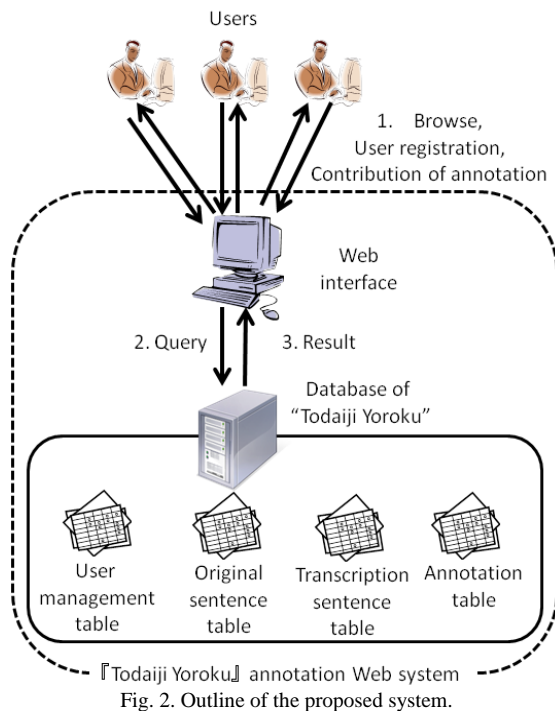 Users
1. Browse,
User registration,
Contribution of annotation
Web
interface
2. Query
3. Result
Database of
“Todaiji Yoroku”
User
management
table
Original
sentence
table
Transcription
sentence
table
Annotation
table
『Todaiji Yoroku』 annotation Web system
Fig. 2. Outline of the proposed system.